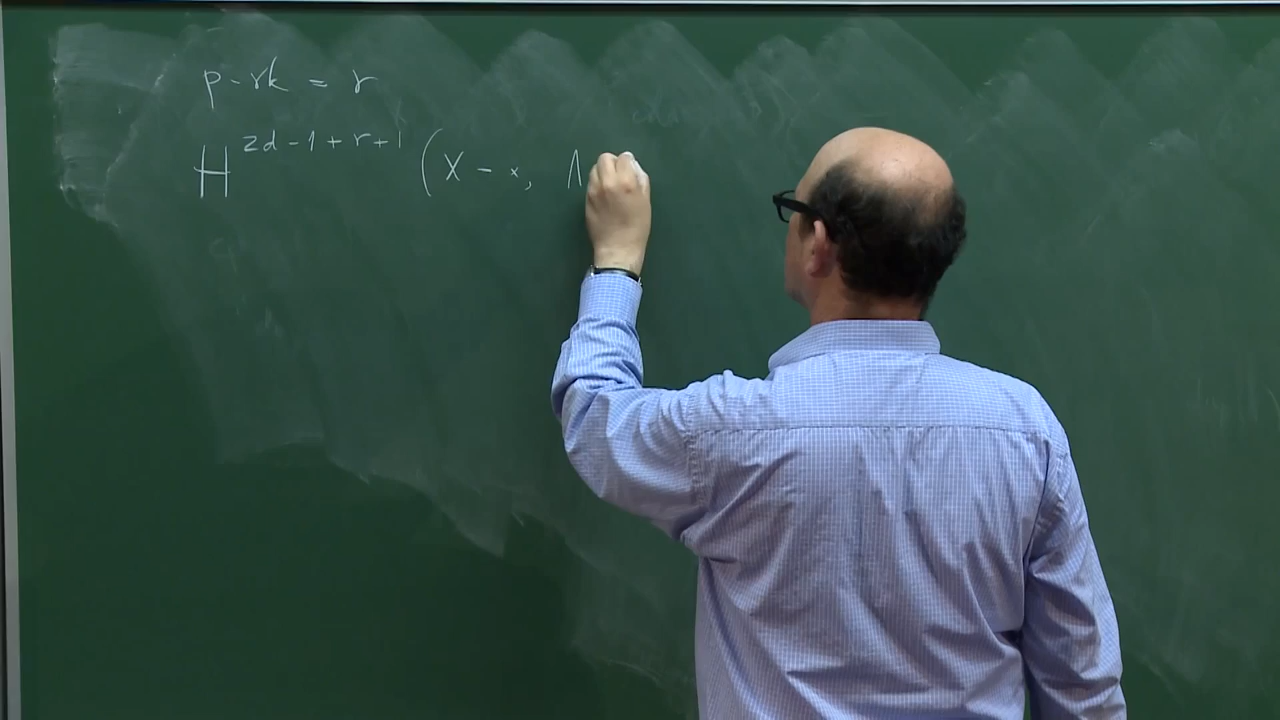 p-rk = r
H^{2d-1+r+1} (X - x, Λ